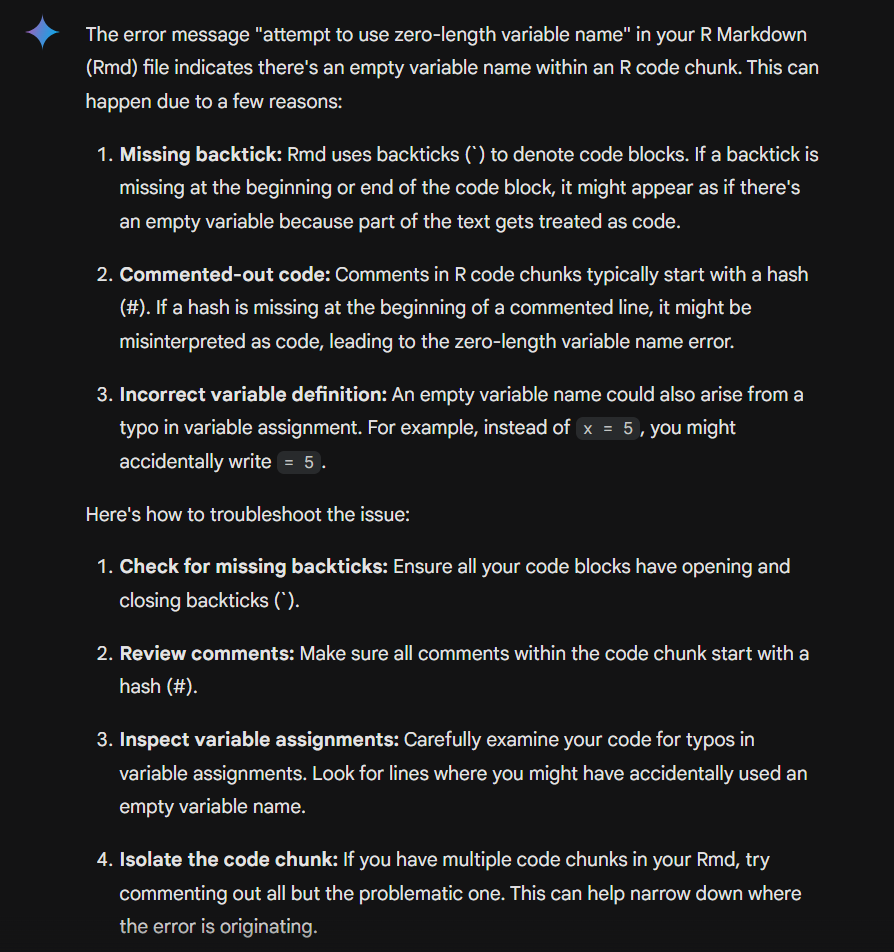 The error message "attempt to use zero-length variable name" in your R Markdown
(Rmd) file indicates there's an empty variable name within an R code chunk. This can
happen due to a few reasons:
1. Missing backtick: Rmd uses backticks (`) to denote code blocks. If a backtick is
missing at the beginning or end of the code block, it might appear as if there's
an empty variable because part of the text gets treated as code.
2. Commented-out code: Comments in R code chunks typically start with a hash
(#). If a hash is missing at the beginning of a commented line, it might be
misinterpreted as code, leading to the zero-length variable name error.
3. Incorrect variable definition: An empty variable name could also arise from a
typo in variable assignment. For example, instead of x = 5, you might
accidentally write = 5.
Here's how to troubleshoot the issue:
1. Check for missing backticks: Ensure all your code blocks have opening and
closing backticks (`).
2. Review comments: Make sure all comments within the code chunk start with a
hash (#).
3. Inspect variable assignments: Carefully examine your code for typos in
variable assignments. Look for lines where you might have accidentally used an
empty variable name.
4. Isolate the code chunk: If you have multiple code chunks in your Rmd, try
commenting out all but the problematic one. This can help narrow down where
the error is originating.